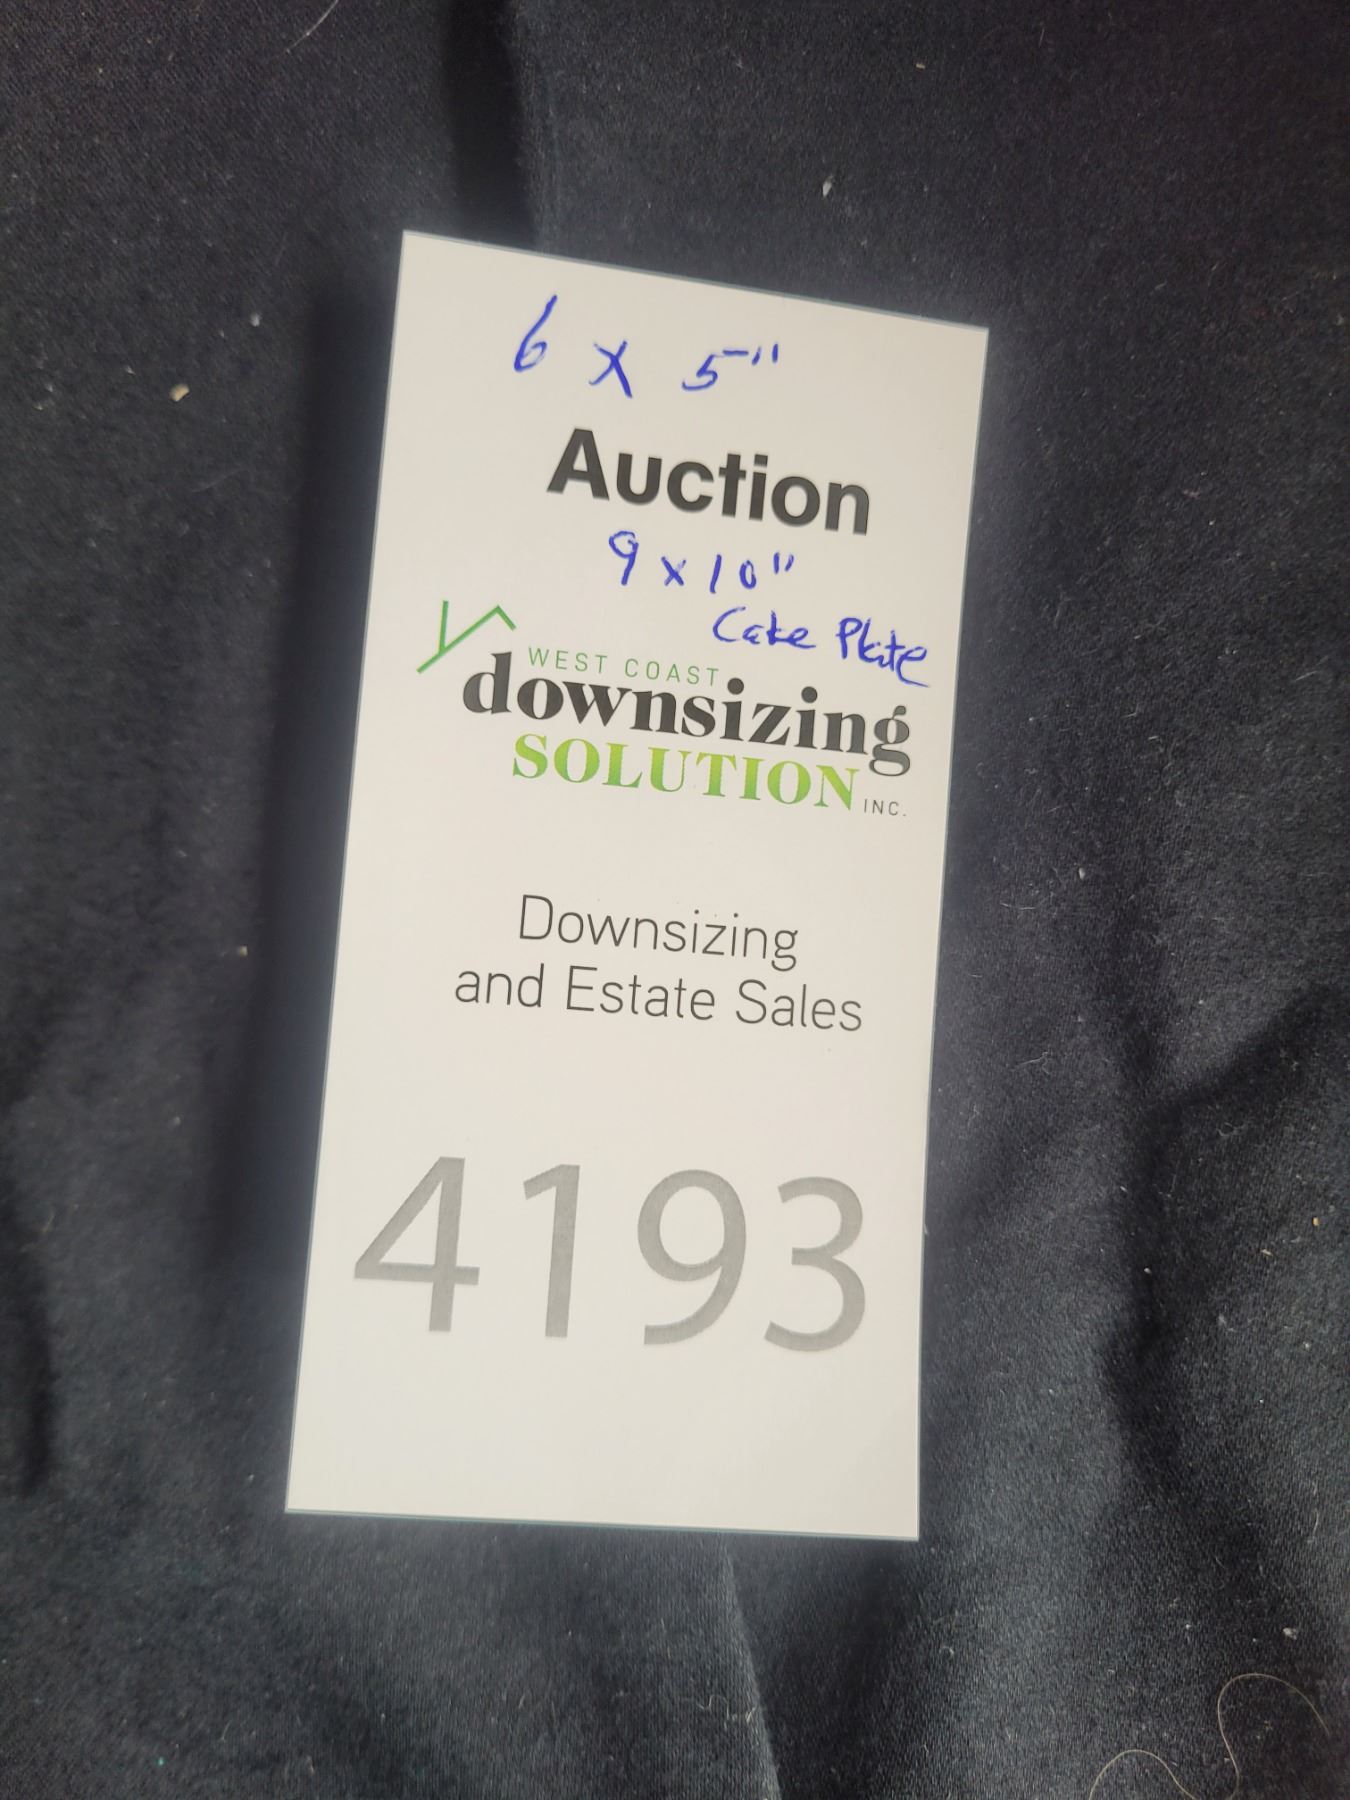 6 x 5"
Auction
9 x 10"
Cake Plate
WEST COAST
downsizing
SOLUTION INC.
Downsizing
and Estate Sales
4193